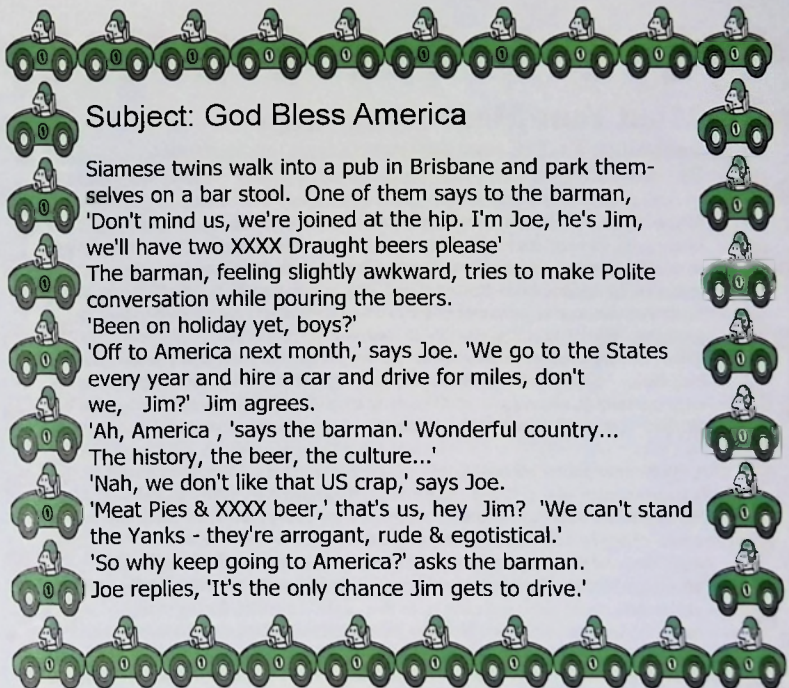 Subject: God Bless America
Siamese twins walk into a pub in Brisbane and park them-
selves on a bar stool.  One of them says to the barman,
'Don't mind us, we're joined at the hip. I'm Joe, he's Jim,
we'll have two XXXX Draught beers please'
The barman, feeling slightly awkward, tries to make Polite
conversation while pouring the beers.
'Been on holiday yet, boys?'
'Off to America next month,' says Joe. 'We go to the States
every year and hire a car and drive for miles, don't
we,   Jim?'  Jim agrees.
'Ah, America , 'says the barman.' Wonderful country...
The history, the beer, the culture...'
'Nah, we don't like that US crap,' says Joe.
'Meat Pies & XXXX beer,' that's us, hey  Jim?  'We can't stand
the Yanks - they're arrogant, rude & egotistical.'
'So why keep going to America?' asks the barman.
Joe replies, 'It's the only chance Jim gets to drive.'